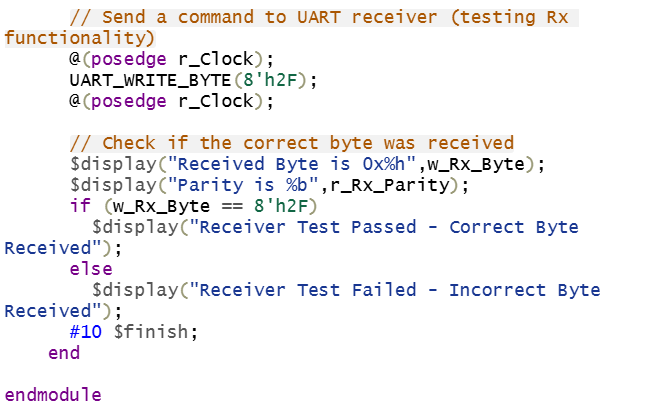 // Send a command to UART receiver (testing Rx
functionality)
@(posedge r_Clock);
UART_WRITE_BYTE(8'h2F);
@(posedge r_Clock);
// Check if the correct byte was received
$display("Received Byte is 0x%h",w_Rx_Byte);
$display("Parity is %b",r_Rx_Parity);
if (w_Rx_Byte == 8'h2F)
$display("Receiver Test Passed - Correct Byte
Received");
else
$display("Receiver Test Failed - Incorrect Byte
Received");
#10 $finish;
end
endmodule